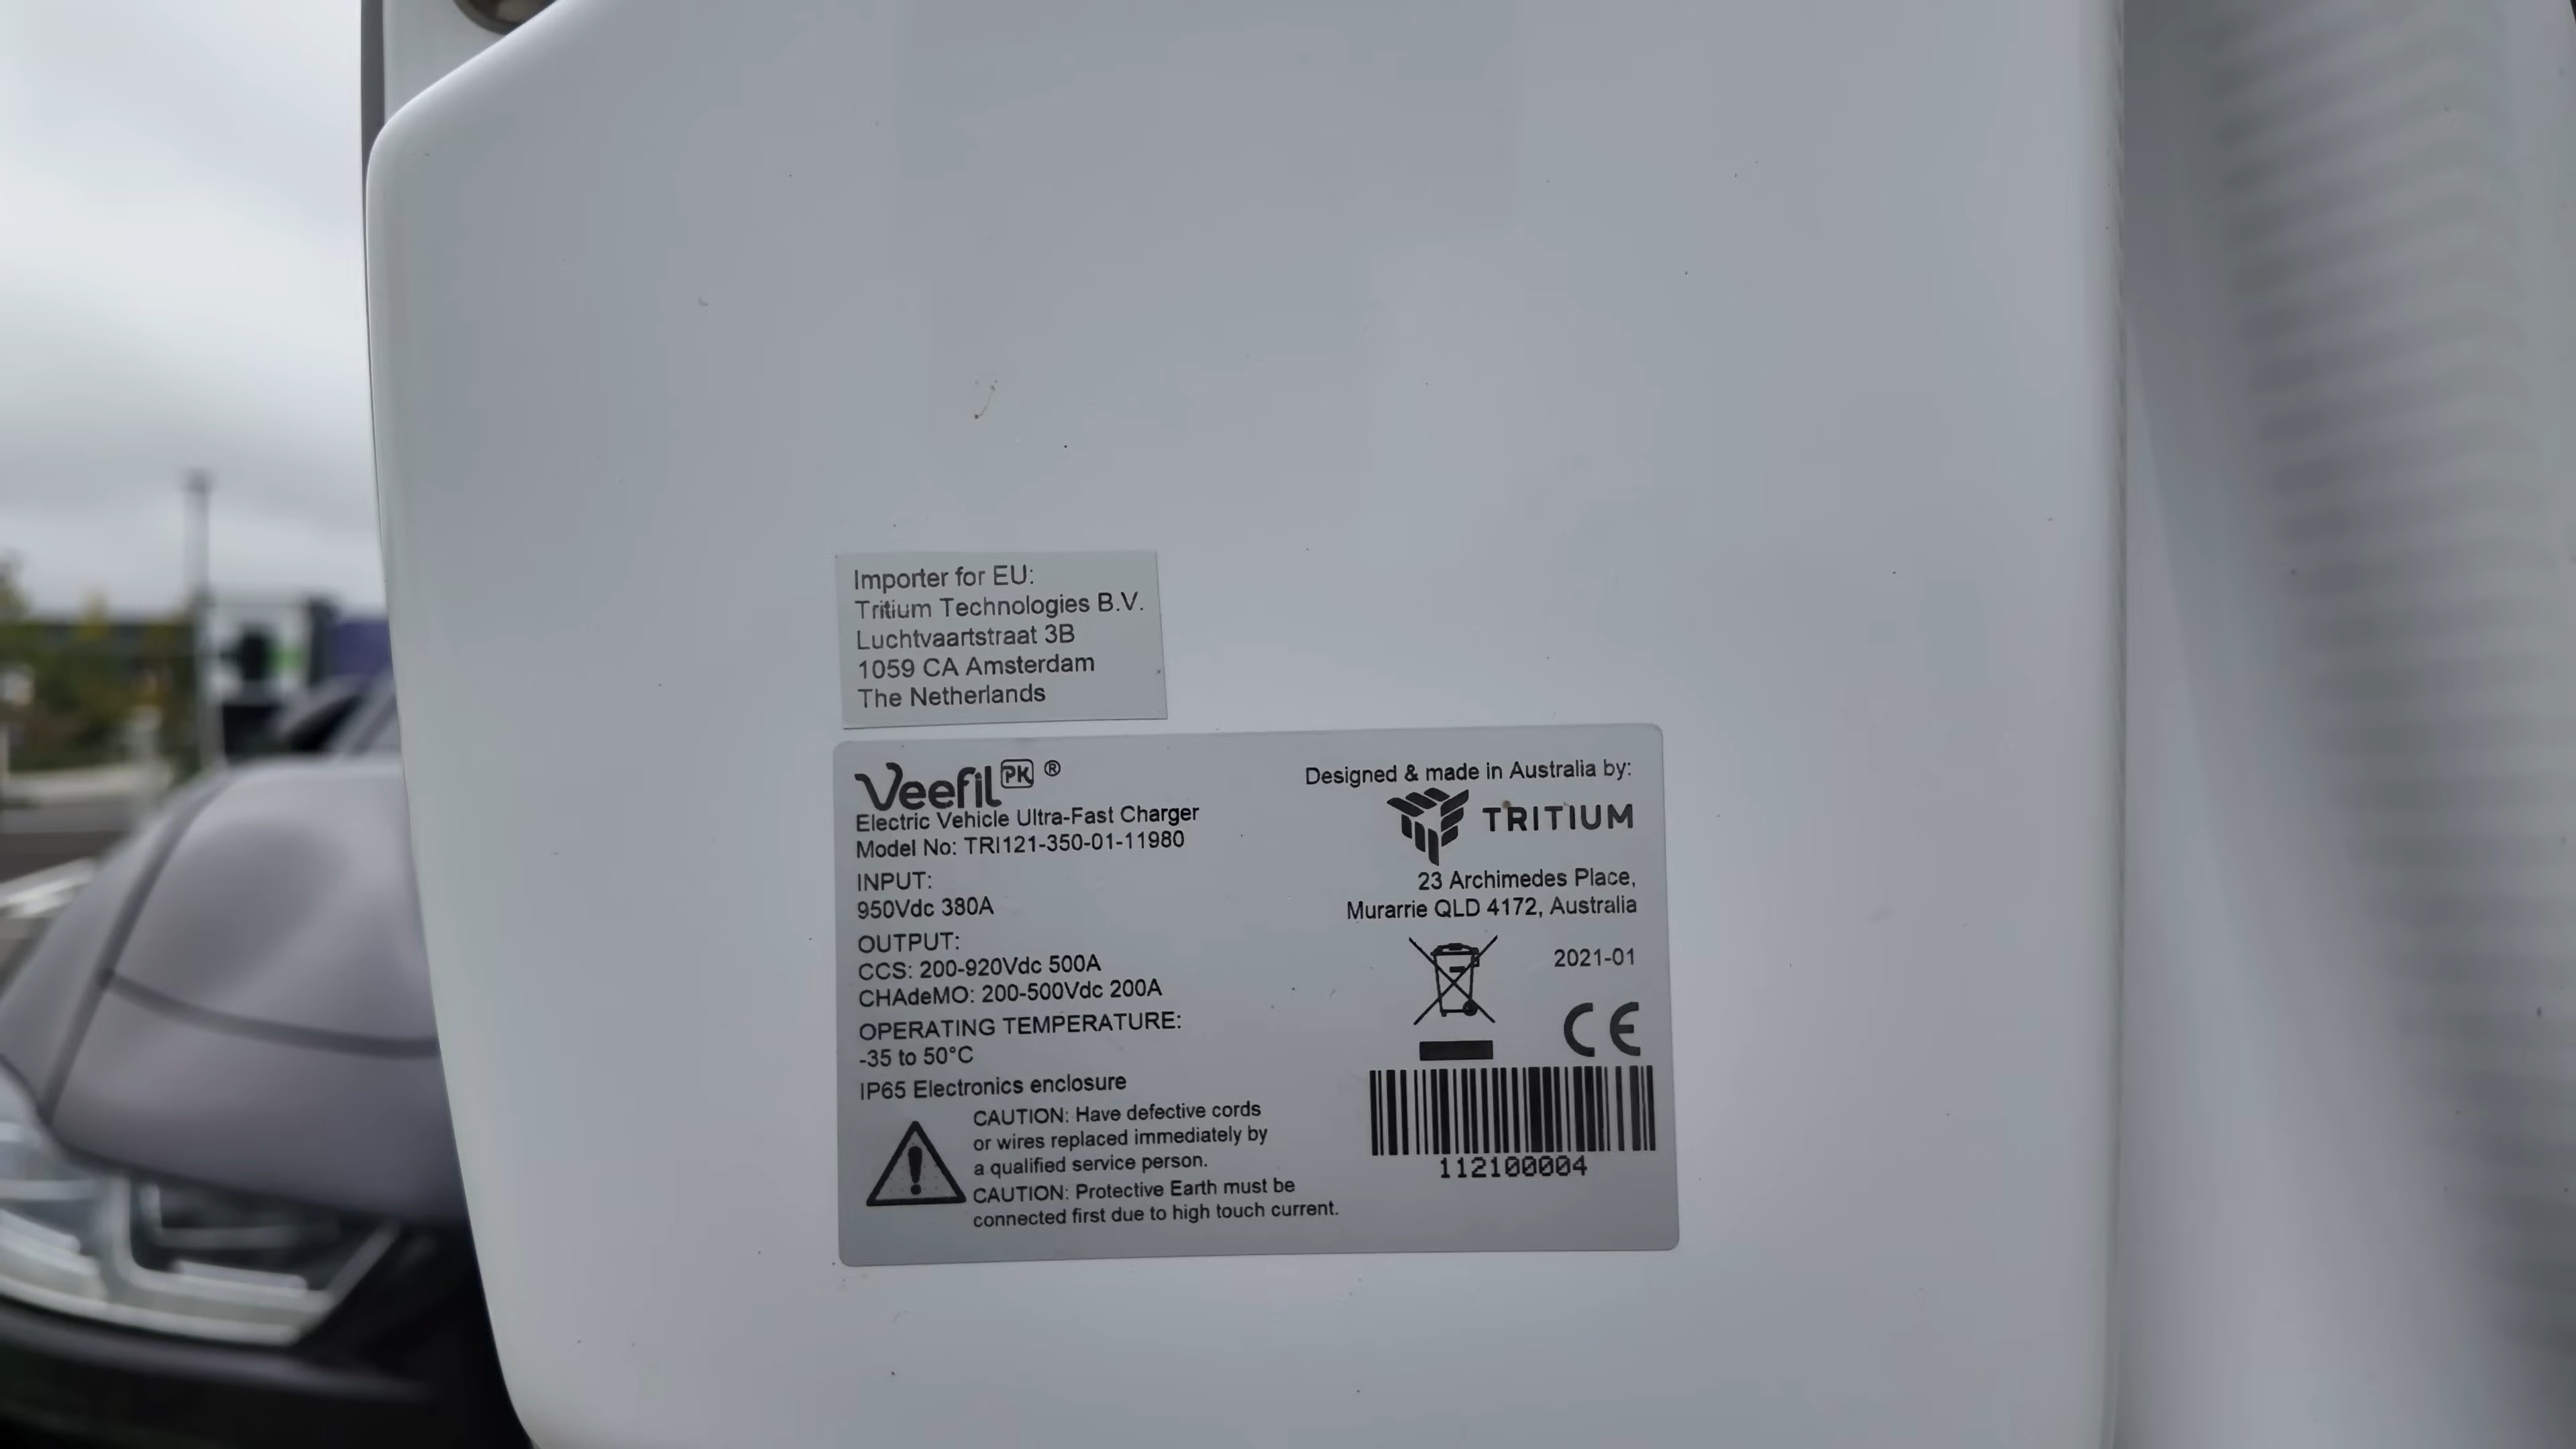 Importer for EU:
Tritium Technologies B.V.
Luchtvaartstraat 3B
1059 CA Amsterdam
The Netherlands
Veefil PK ®
Electric Vehicle Ultra-Fast Charger
Model No: TRI121-350-01-11980
INPUT:
950Vdc 380A
OUTPUT:
CCS: 200-920Vdc 500A
CHAdeMO: 200-500Vdc 200A
OPERATING TEMPERATURE:
-35 to 50°C
IP65 Electronics enclosure
CAUTION: Have defective cords
or wires replaced immediately by
a qualified service person.
CAUTION: Protective Earth must be
connected first due to high touch current.
Designed & made in Australia by:
TRITIUM
23 Archimedes Place,
Murarrie QLD 4172, Australia
2021-01
CE
112100004